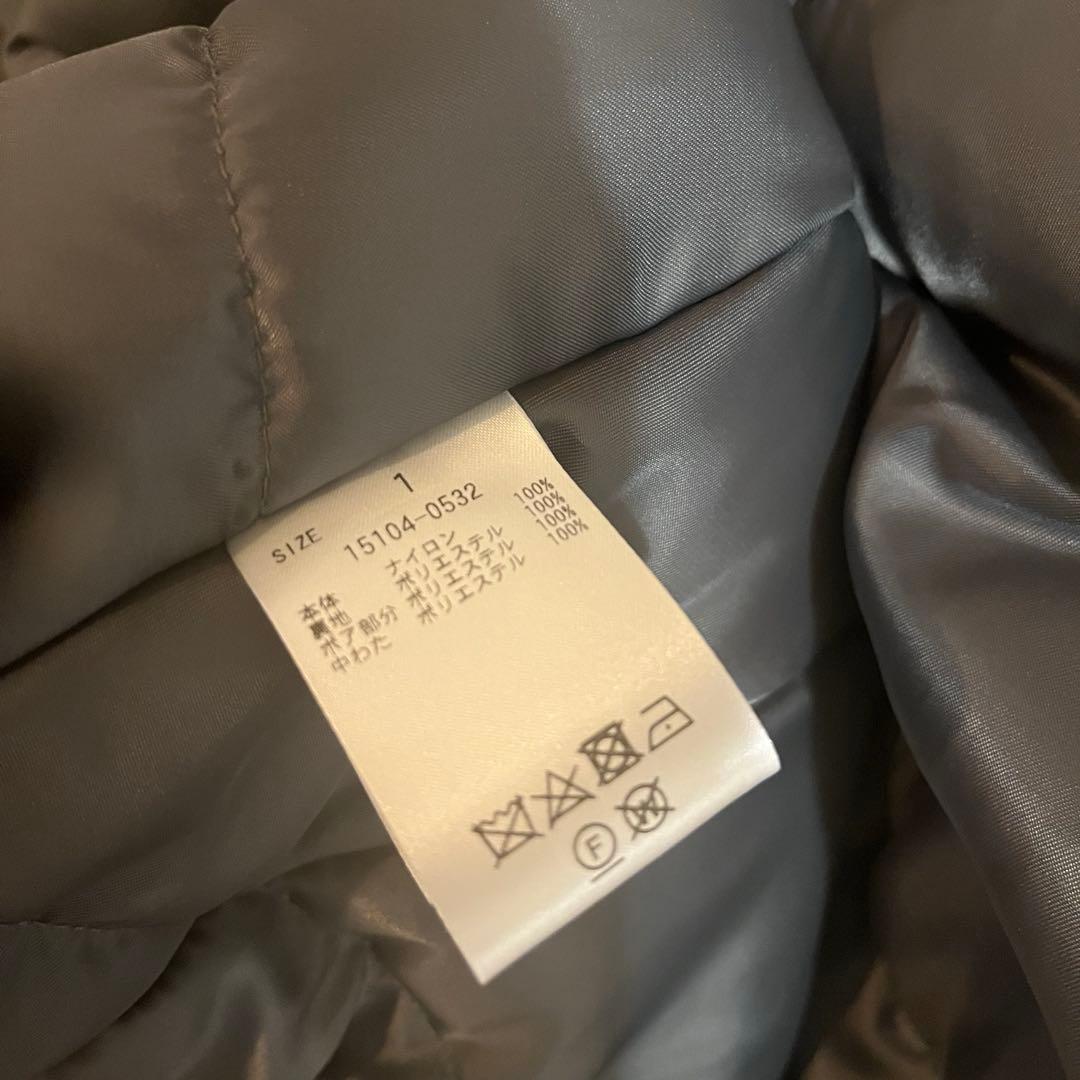 SIZE 1
15104-0532
本体 ナイロン 100%
裏地 ポリエステル 100%
ボア部分 ポリエステル 100%
中わた ポリエステル 100%
F W